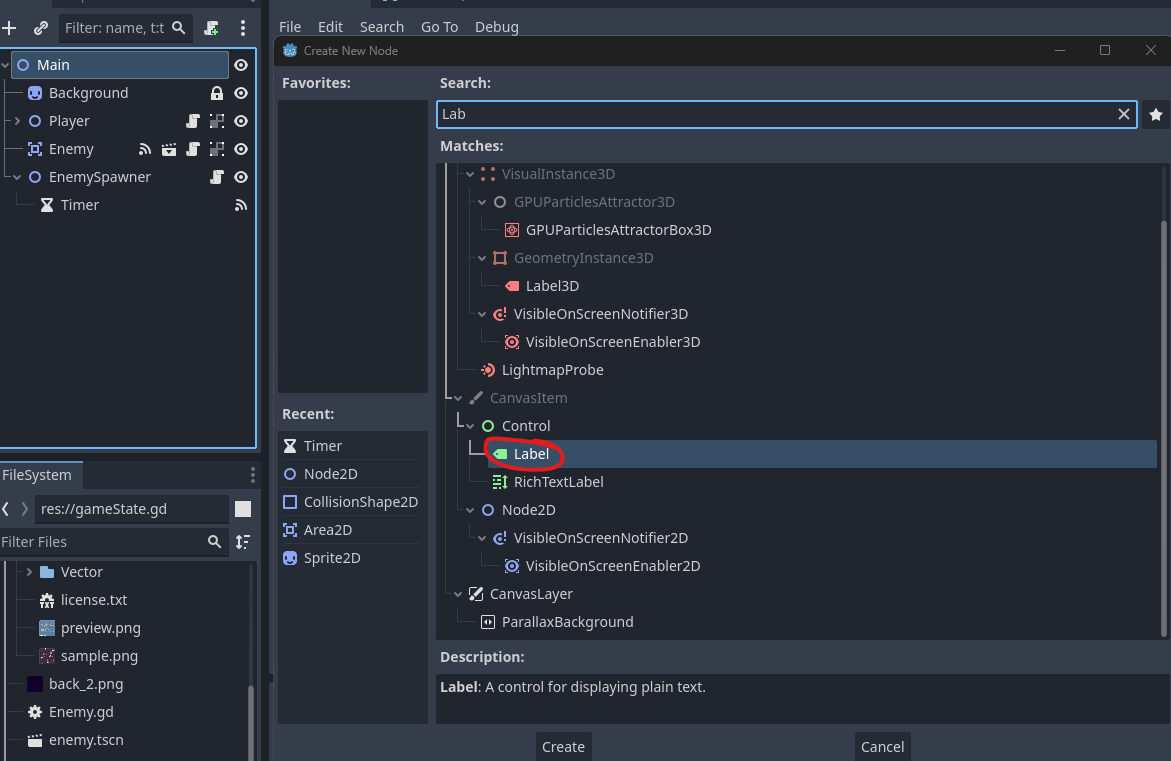 Filter: name, t:t
Main
Background
Player
Enemy
EnemySpawner
Timer
FileSystem
res://gameState.gd
Filter Files
Vector
license.txt
preview.png
sample.png
back_2.png
Enemy.gd
enemy.tscn
File Edit Search Go To Debug
Create New Node
Favorites:
Recent:
Timer
Node2D
CollisionShape2D
Area2D
Sprite2D
Search:
Lab
Matches:
VisualInstance3D
GPUParticlesAttractor3D
GPUParticlesAttractorBox3D
GeometryInstance3D
Label3D
VisibleOnScreenNotifier3D
VisibleOnScreenEnabler3D
LightmapProbe
CanvasItem
Control
Label
RichTextLabel
Node2D
VisibleOnScreenNotifier2D
VisibleOnScreenEnabler2D
CanvasLayer
ParallaxBackground
Description:
Label: A control for displaying plain text.
Create Cancel